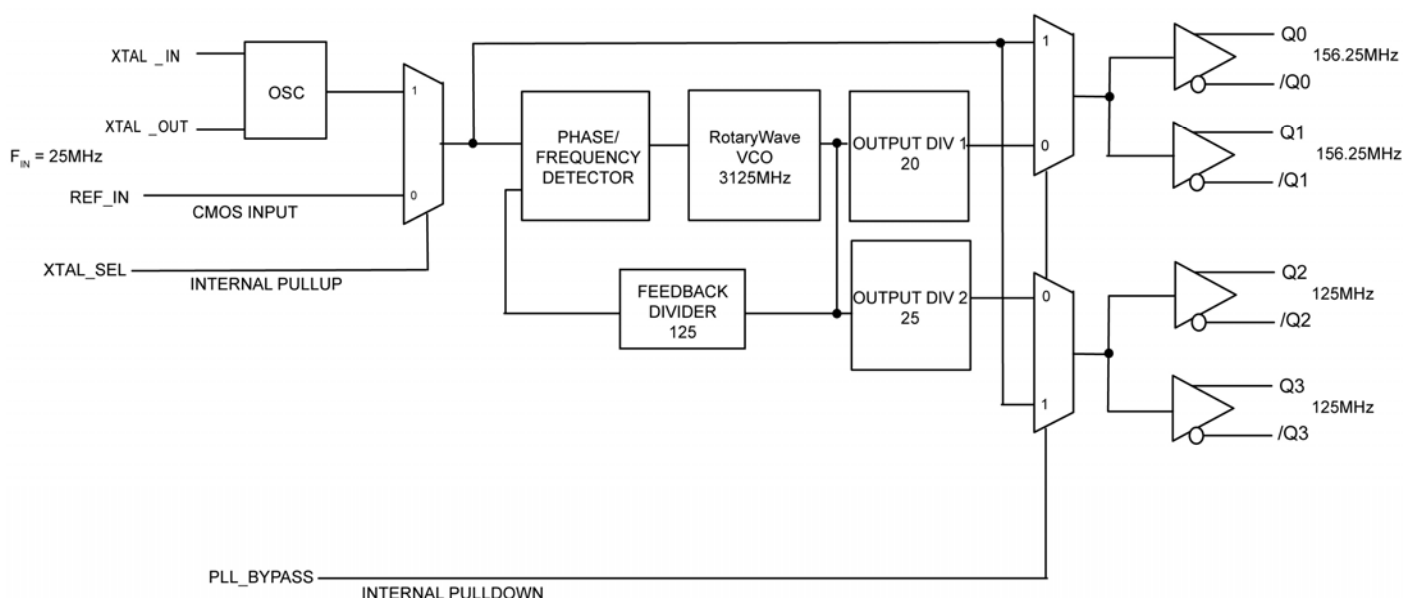 XTAL _IN
XTAL _OUT
OSC
F_IN = 25MHz
REF_IN
CMOS INPUT
XTAL_SEL
INTERNAL PULLUP
1
0
PHASE/
FREQUENCY
DETECTOR
RotaryWave
VCO
3125MHz
OUTPUT DIV 1
20
FEEDBACK
DIVIDER
125
OUTPUT DIV 2
25
1
0
0
1
Q0
156.25MHz
/Q0
Q1
156.25MHz
/Q1
Q2
125MHz
/Q2
Q3
125MHz
/Q3
PLL_BYPASS
INTERNAL PULLDOWN